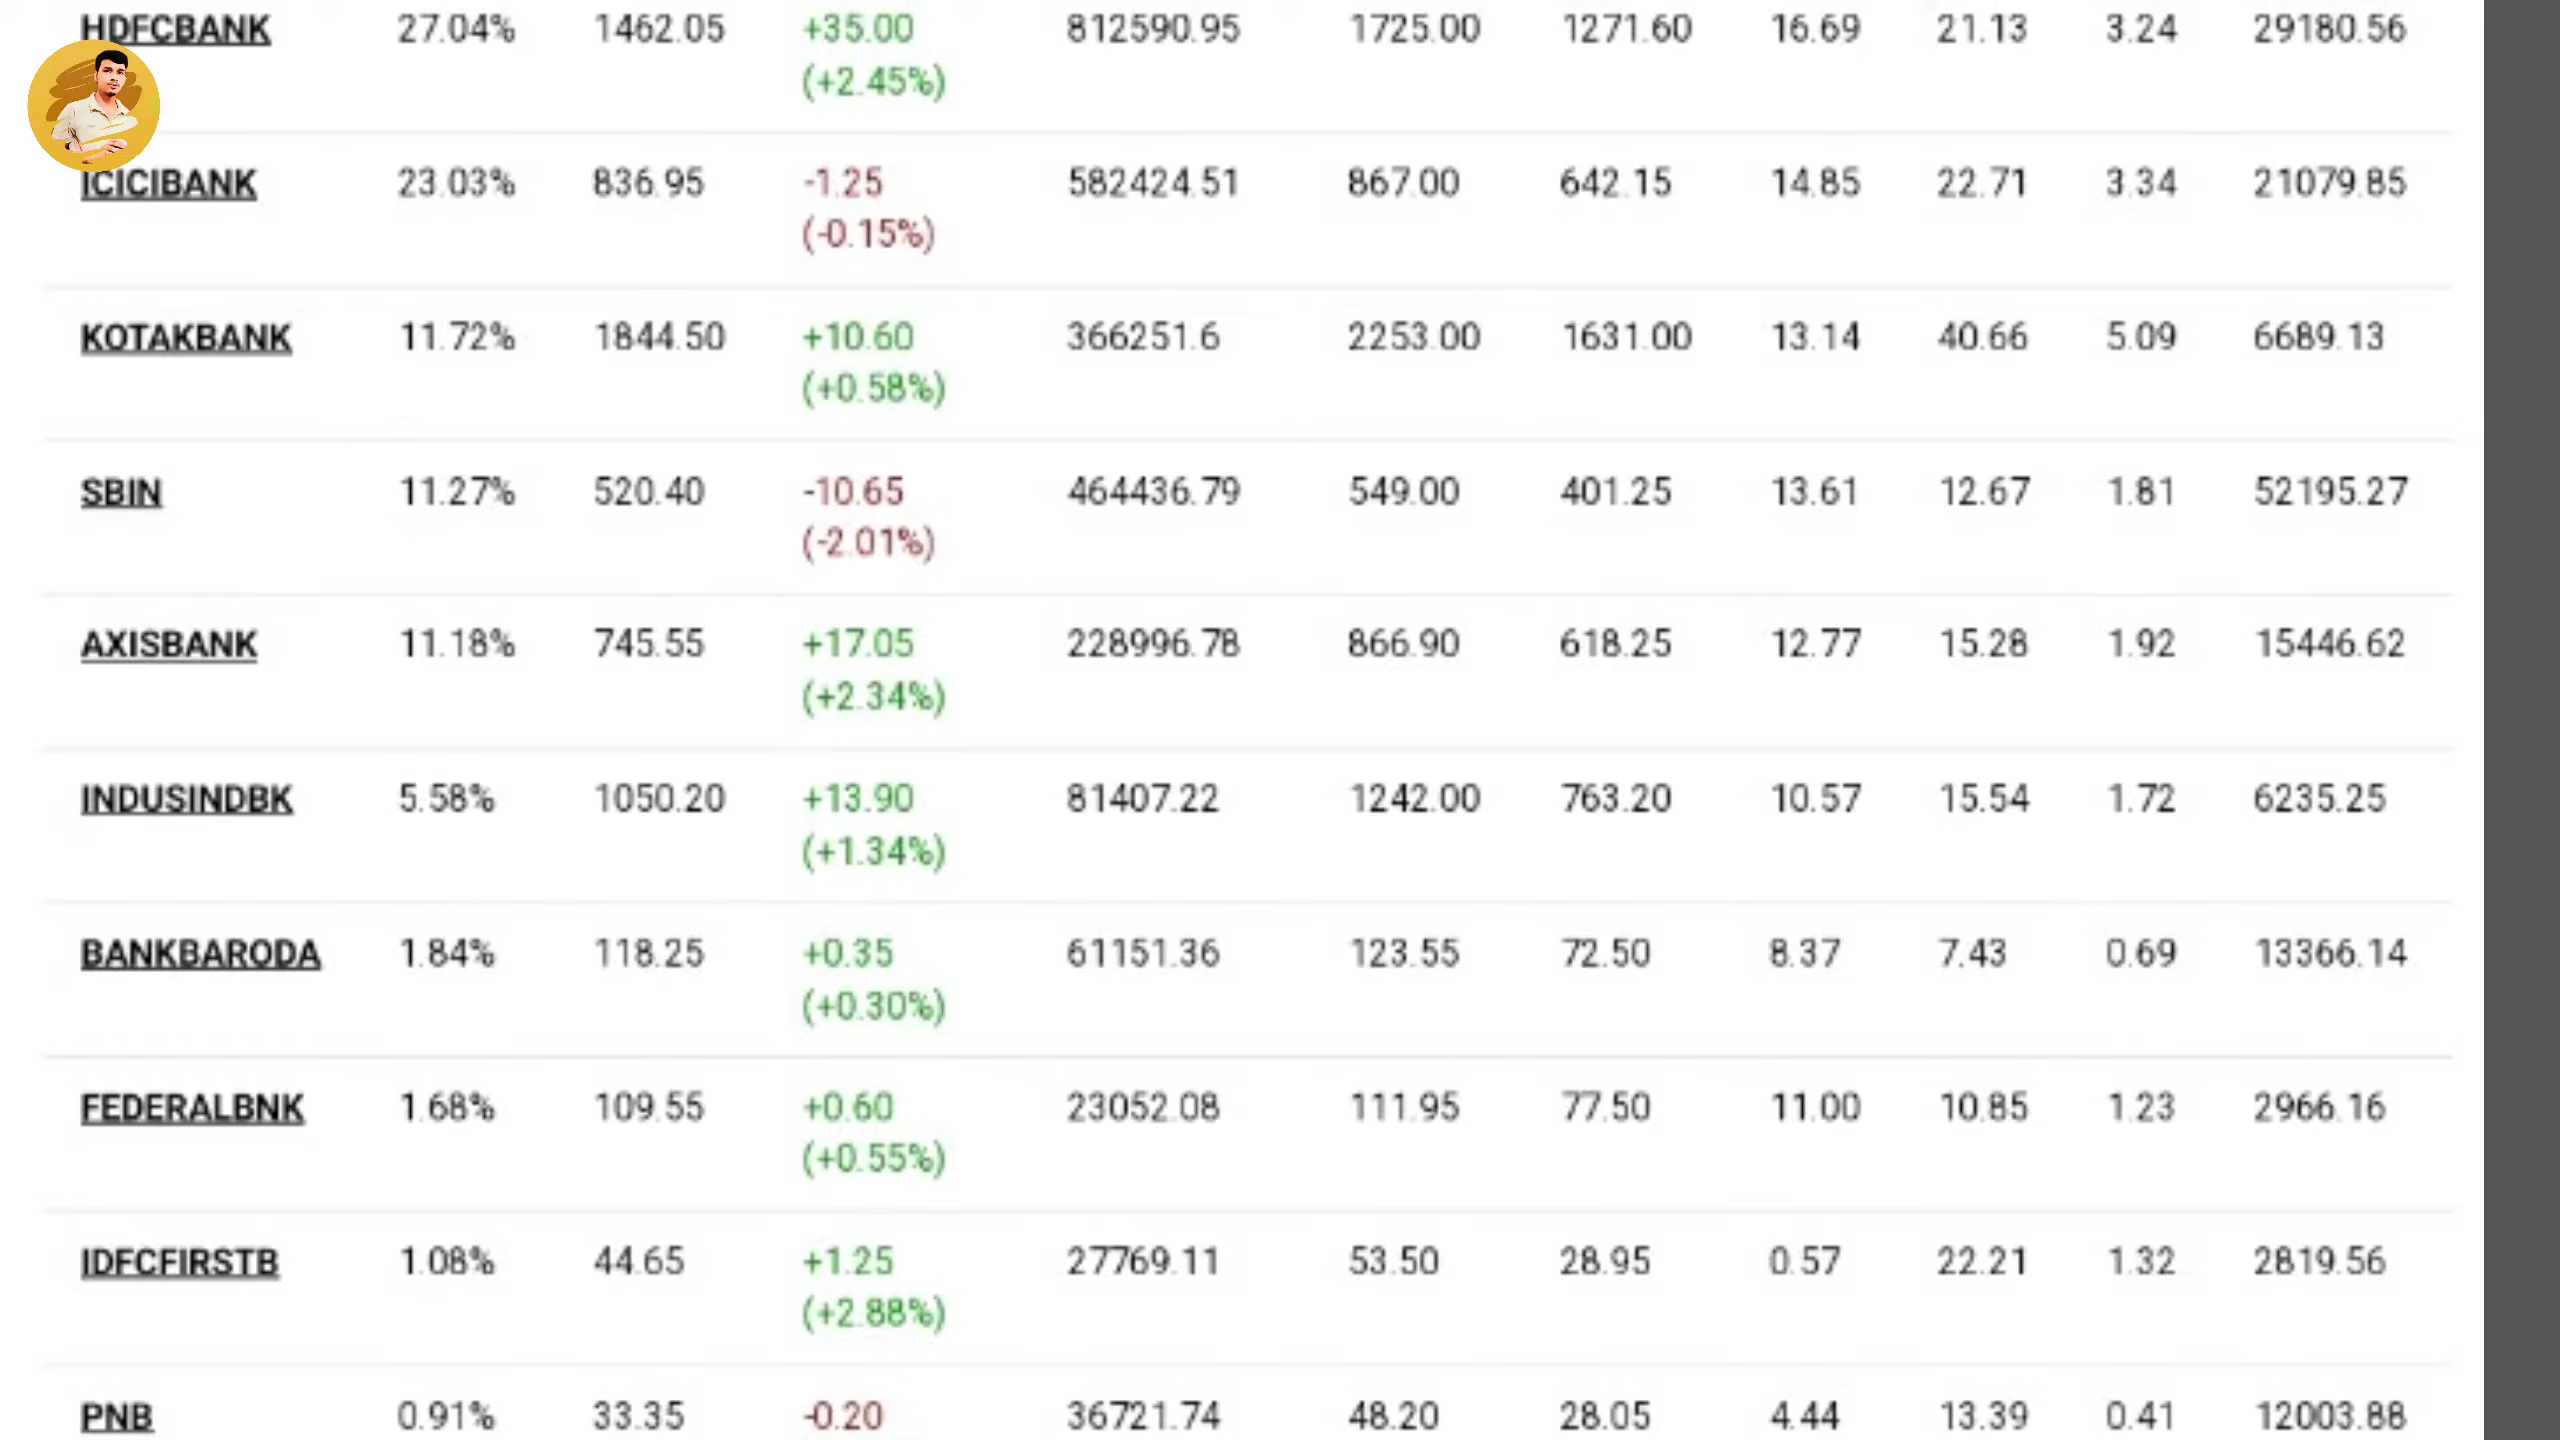 HDFCBANK 27.04% 1462.05 +35.00 812590.95 1725.00 1271.60 16.69 21.13 3.24 29180.56
(+2.45%)
ICICIBANK 23.03% 836.95 -1.25 582424.51 867.00 642.15 14.85 22.71 3.34 21079.85
(-0.15%)
KOTAKBANK 11.72% 1844.50 +10.60 366251.6 2253.00 1631.00 13.14 40.66 5.09 6689.13
(+0.58%)
SBIN 11.27% 520.40 -10.65 464436.79 549.00 401.25 13.61 12.67 1.81 52195.27
(-2.01%)
AXISBANK 11.18% 745.55 +17.05 228996.78 866.90 618.25 12.77 15.28 1.92 15446.62
(+2.34%)
INDUSINDBK 5.58% 1050.20 +13.90 81407.22 1242.00 763.20 10.57 15.54 1.72 6235.25
(+1.34%)
BANKBARODA 1.84% 118.25 +0.35 61151.36 123.55 72.50 8.37 7.43 0.69 13366.14
(+0.30%)
FEDERALBNK 1.68% 109.55 +0.60 23052.08 111.95 77.50 11.00 10.85 1.23 2966.16
(+0.55%)
IDFCFIRSTB 1.08% 44.65 +1.25 27769.11 53.50 28.95 0.57 22.21 1.32 2819.56
(+2.88%)
PNB 0.91% 33.35 -0.20 36721.74 48.20 28.05 4.44 13.39 0.41 12003.88